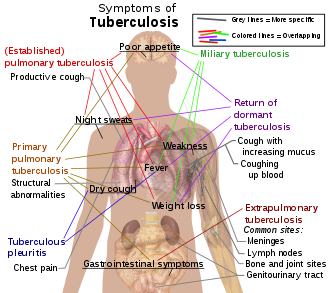 Symptoms of
Tuberculosis
Grey lines = More specific
Colored lines = Overlapping
Poor appetite
(Established)
pulmonary tuberculosis
Miliary tuberculosis
Productive cough
Return of
dormant
tuberculosis
Night sweats
Weakness
Cough with
increasing mucus
Coughing
up blood
Primary
pulmonary
tuberculosis
Fever
Structural
abnormalities
Dry cough
Weight loss
Extrapulmonary
tuberculosis
Common sites:
Meninges
Lymph nodes
Bone and joint sites
Genitourinary tract
Tuberculous
pleuritis
Chest pain
Gastrointestinal symptoms